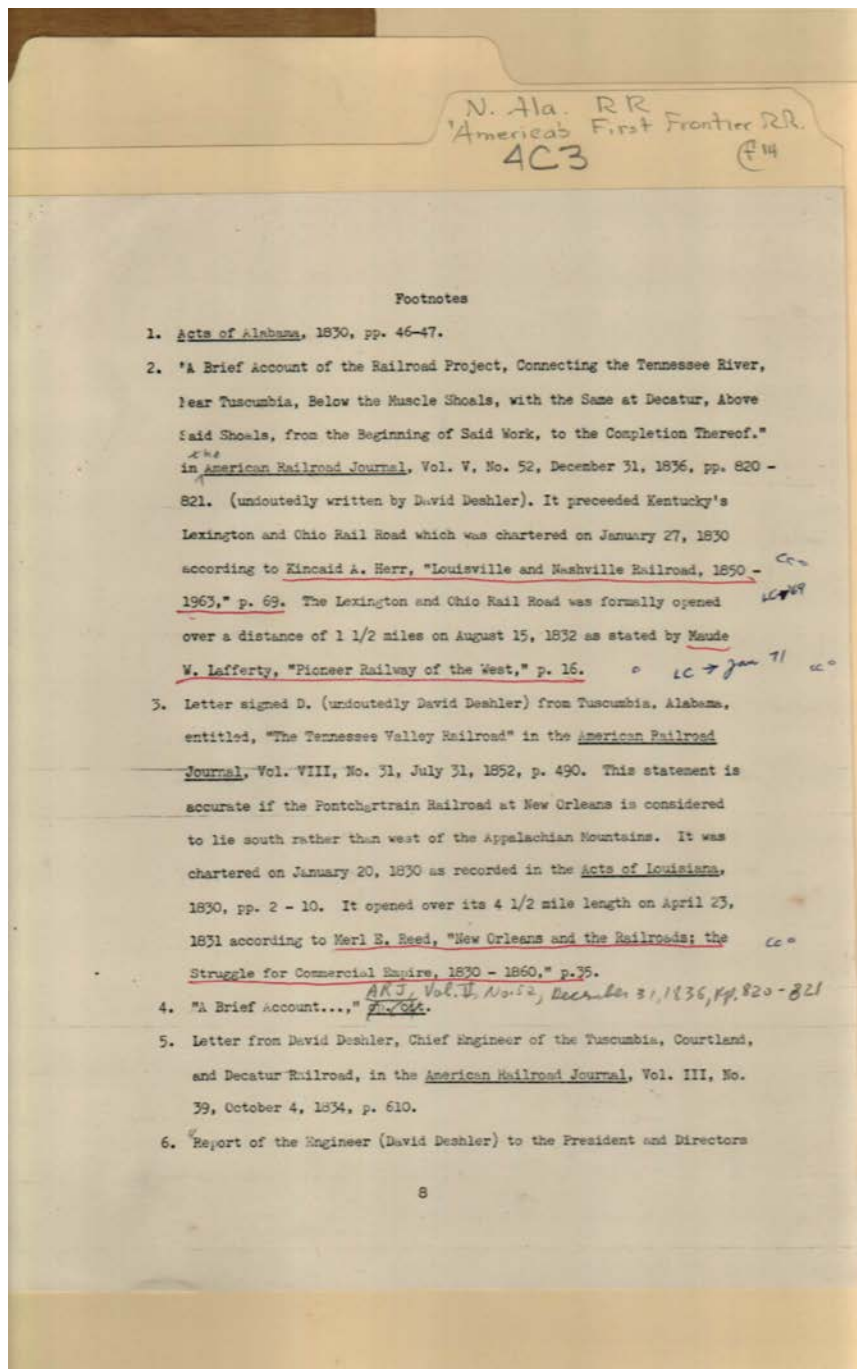 N. Ala. RR
"America's First Frontier RR.
4C3
Footnotes
1. Acts of Alabama, 1830, pp. 46-47.
2. "A Brief Account of the Railroad Project, Connecting the Tennessee River,
Near Tuscumbia, Below the Muscle Shoals, with the Same at Decatur, Above
Said Shoals, from the Beginning of Said Work, to the Completion Thereof."
the
in American Railroad Journal, Vol. V, No. 52, December 31, 1836, pp. 820 -
821. (undoutedly written by David Deshler). It preceeded Kentucky's
Lexington and Ohio Rail Road which was chartered on January 27, 1830
according to Kincaid A. Herr, "Louisville and Nashville Railroad, 1850 - cc
1963," p. 69. The Lexington and Ohio Rail Road was formally opened
over a distance of 1 1/2 miles on August 15, 1832 as stated by Maude
W. Lafferty, "Pioneer Railway of the West," p. 16. LC → Jan 71 cc
3. Letter signed D. (undoutedly David Deshler) from Tuscumbia, Alabama,
entitled, "The Tennessee Valley Railroad" in the American Railroad
Journal, Vol. VIII, No. 31, July 31, 1852, p. 490. This statement is
accurate if the Pontchartrain Railroad at New Orleans is considered
to lie south rather than west of the Appalachian Mountains. It was
chartered on January 20, 1830 as recorded in the Acts of Louisiana,
1830, pp. 2 - 10. It opened over its 4 1/2 mile length on April 23,
1831 according to Merl E. Reed, "New Orleans and the Railroads; the cc
Struggle for Commercial Empire, 1830 - 1860," p.35.
ARJ, Vol. V, No. 52, December 31, 1836, pp. 820-821
4. "A Brief Account...,"
5. Letter from David Deshler, Chief Engineer of the Tuscumbia, Courtland,
and Decatur Railroad, in the American Railroad Journal, Vol. III, No.
39, October 4, 1834, p. 610.
6. "Report of the Engineer (David Deshler) to the President and Directors
8